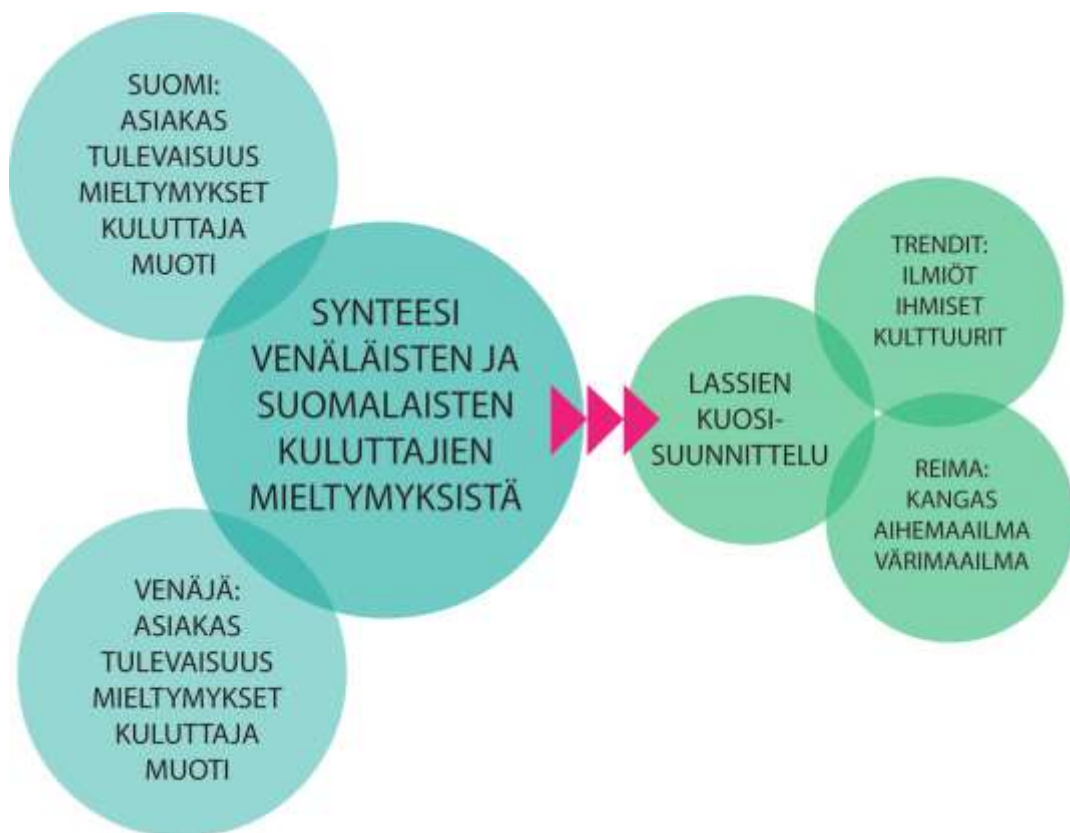 SUOMI:
ASIAKAS
TULEVAISUUS
MIELTYMYKSET
KULUTTAJA
MUOTI
SYNTEESI
VENÄLÄISTEN JA
SUOMALAISTEN
KULUTTAJIEN
MIELTYMYKSISTÄ
VENÄJÄ:
ASIAKAS
TULEVAISUUS
MIELTYMYKSET
KULUTTAJA
MUOTI
LASSIEN
KUOSI-
SUUNNITTELU
TRENDIT:
ILMIÖT
IHMISET
KULTTUURIT
REIMA:
KANGAS
AIHEMAAILMA
VÄRIMAAILMA